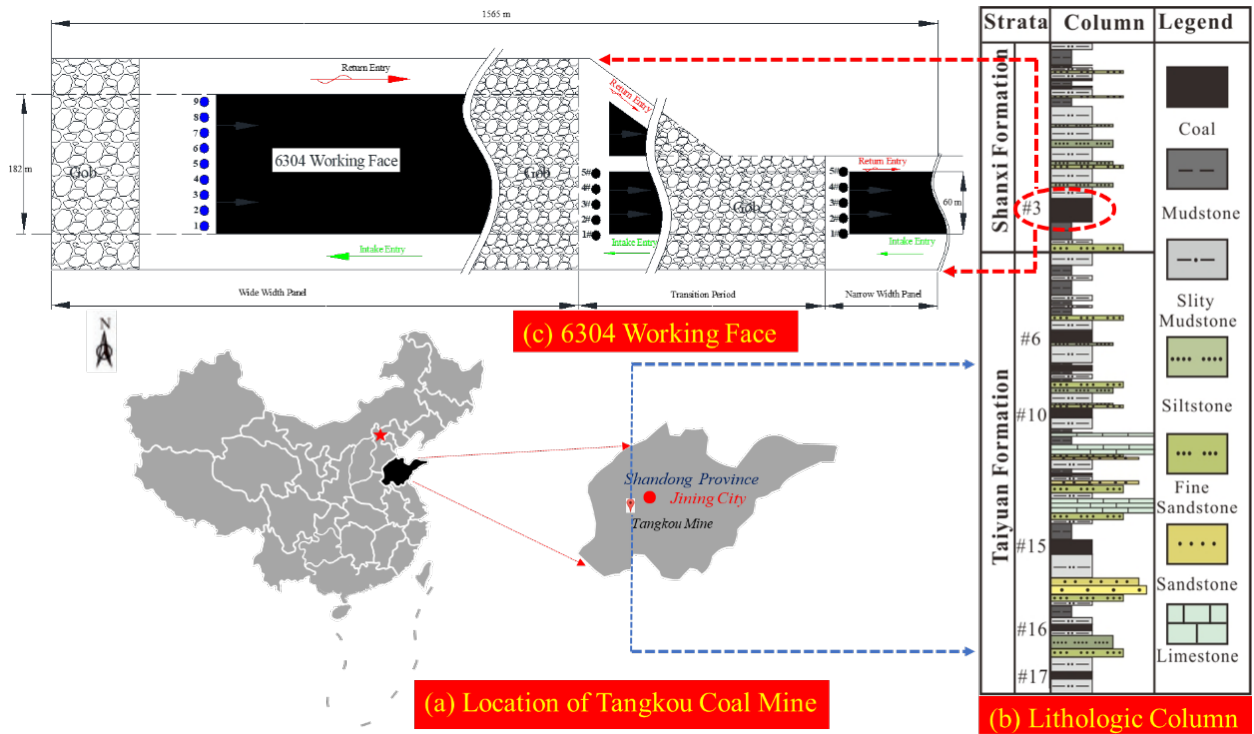 1565 m
Return Entry
182 m
Gob
9
8
7
6
5
4
3
2
1
6304 Working Face
Intake Entry
Gob
Return Entry
5#
4#
3#
2#
1#
Intake Entry
Gob
Return Entry
5#
4#
3#
2#
1#
60 m
Intake Entry
Wide Width Panel
Transition Period
Narrow Width Panel
(c) 6304 Working Face
N
Shandong Province
Jining City
Tangkou Mine
(a) Location of Tangkou Coal Mine
Strata
Column
Legend
Shanxi Formation
#3
Taiyuan Formation
#6
#10
#15
#16
#17
Coal
Mudstone
Slity
Mudstone
Siltstone
Fine
Sandstone
Sandstone
Limestone
(b) Lithologic Column